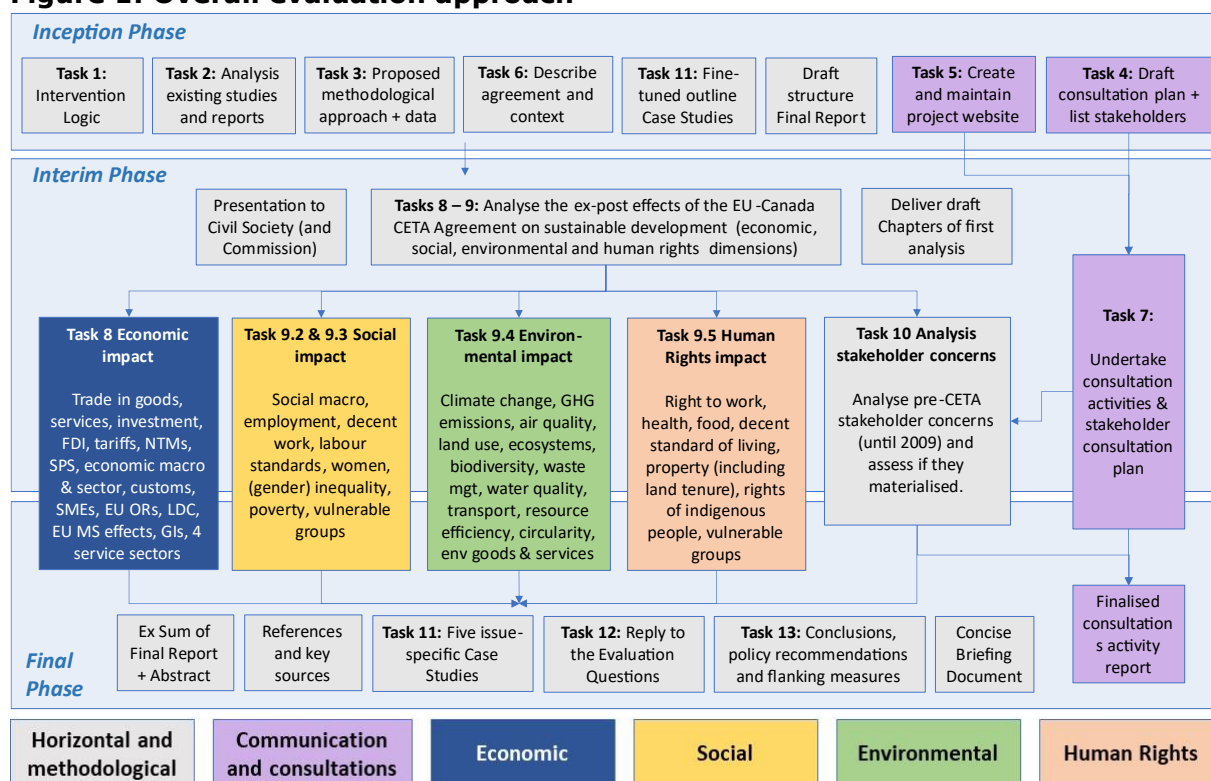 Figure 1: Overall evaluation approach
Inception Phase
Task 1:
Intervention
Logic
Task 2: Analysis
existing studies
and reports
Task 3: Proposed
methodological
approach + data
Task 6: Describe
agreement and
context
Task 11: Fine-
tuned outline
Case Studies
Draft
structure
Final Report
Task 5: Create
and maintain
project website
Task 4: Draft
consultation plan +
list stakeholders
Interim Phase
Presentation to
Civil Society (and
Commission)
Tasks 8 – 9: Analyse the ex-post effects of the EU -Canada
CETA Agreement on sustainable development (economic,
social, environmental and human rights dimensions)
Deliver draft
Chapters of first
analysis
Task 8 Economic
impact
Trade in goods,
services, investment,
FDI, tariffs, NTMs,
SPS, economic macro
& sector, customs,
SMEs, EU ORs, LDC,
EU MS effects, GIs, 4
service sectors
Task 9.2 & 9.3 Social
impact
Social macro,
employment, decent
work, labour
standards, women,
(gender) inequality,
poverty, vulnerable
groups
Task 9.4 Environ-
mental impact
Climate change, GHG
emissions, air quality,
land use, ecosystems,
biodiversity, waste
mgt, water quality,
transport, resource
efficiency, circularity,
env goods & services
Task 9.5 Human
Rights impact
Right to work,
health, food, decent
standard of living,
property (including
land tenure), rights
of indigenous
people, vulnerable
groups
Task 10 Analysis
stakeholder concerns
Analyse pre-CETA
stakeholder concerns
(until 2009) and
assess if they
materialised.
Task 7:
Undertake
consultation
activities &
stakeholder
consultation
plan
Final
Phase
Ex Sum of
Final Report
+ Abstract
References
and key
sources
Task 11: Five issue-
specific Case
Studies
Task 12: Reply to
the Evaluation
Questions
Task 13: Conclusions,
policy recommendations
and flanking measures
Concise
Briefing
Document
Finalised
consultation
s activity
report
Horizontal and
methodological
Communication
and consultations
Economic
Social
Environmental
Human Rights